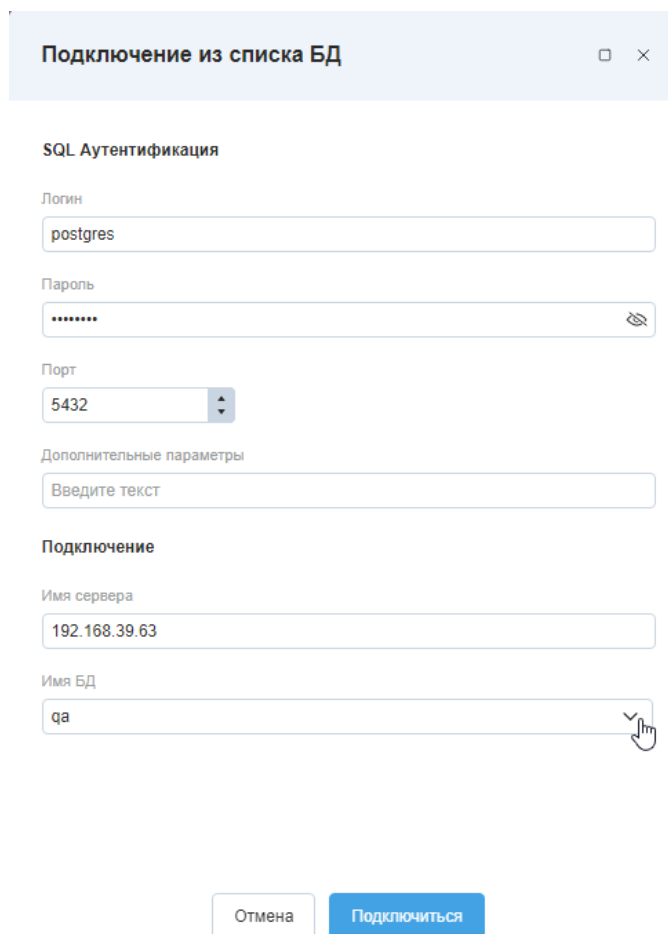 Подключение из списка БД
SQL Аутентификация
Логин
postgres
Пароль
••••••••
Порт
5432
Дополнительные параметры
Введите текст
Подключение
Имя сервера
192.168.39.63
Имя БД
qa
Отмена
Подключиться